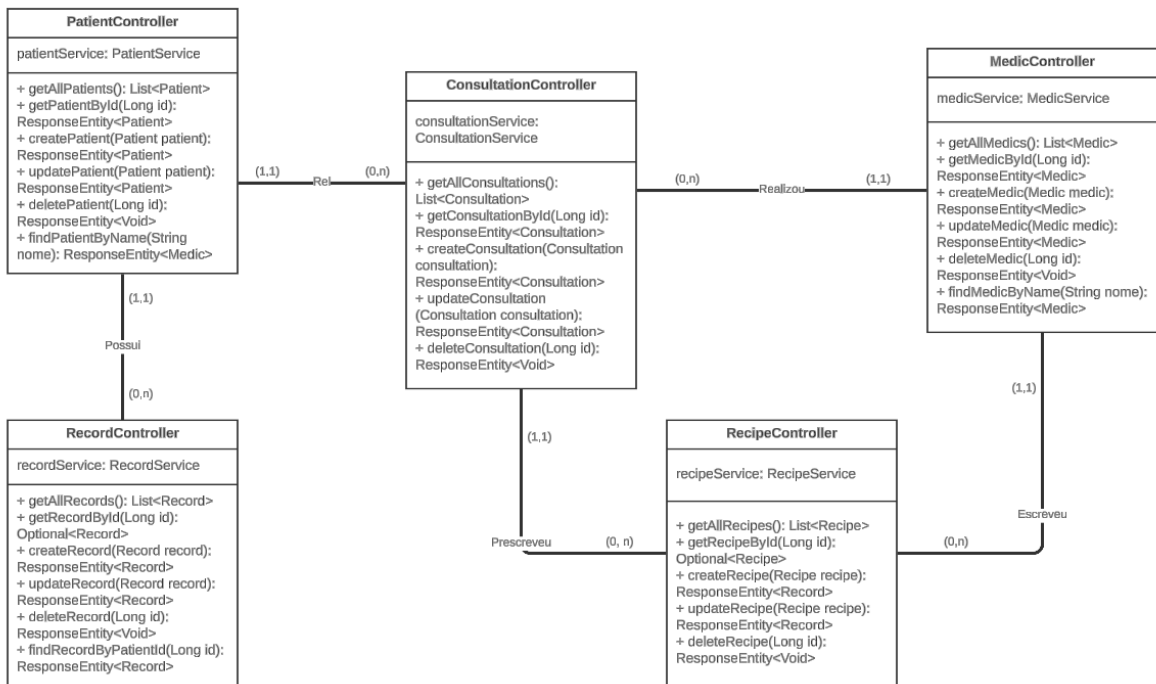 PatientController
patientService: PatientService
+ getAllPatients(): List<Patient>
+ getPatientById(Long id):
ResponseEntity<Patient>
+ createPatient(Patient patient):
ResponseEntity<Patient>
+ updatePatient(Patient patient):
ResponseEntity<Patient>
+ deletePatient(Long id):
ResponseEntity<Void>
+ findPatientByName(String
nome): ResponseEntity<Medic>
(1,1)
Rel
(0,n)
ConsultationController
consultationService:
ConsultationService
+ getAllConsultations():
List<Consultation>
+ getConsultationById(Long id):
ResponseEntity<Consultation>
+ createConsultation(Consultation
consultation):
ResponseEntity<Consultation>
+ updateConsultation
(Consultation consultation):
ResponseEntity<Consultation>
+ deleteConsultation(Long id):
ResponseEntity<Void>
(0,n)
Realizou
(1,1)
MedicController
medicService: MedicService
+ getAllMedics(): List<Medic>
+ getMedicById(Long id):
ResponseEntity<Medic>
+ createMedic(Medic medic):
ResponseEntity<Medic>
+ updateMedic(Medic medic):
ResponseEntity<Medic>
+ deleteMedic(Long id):
ResponseEntity<Void>
+ findMedicByName(String nome):
ResponseEntity<Medic>
(1,1)
Possui
(0,n)
RecordController
recordService: RecordService
+ getAllRecords(): List<Record>
+ getRecordById(Long id):
Optional<Record>
+ createRecord(Record record):
ResponseEntity<Record>
+ updateRecord(Record record):
ResponseEntity<Record>
+ deleteRecord(Long id):
ResponseEntity<Void>
+ findRecordByPatientId(Long id):
ResponseEntity<Record>
(1,1)
Prescreveu
(0, n)
RecipeController
recipeService: RecipeService
+ getAllRecipes(): List<Recipe>
+ getRecipeById(Long id):
Optional<Recipe>
+ createRecipe(Recipe recipe):
ResponseEntity<Record>
+ updateRecipe(Recipe recipe):
ResponseEntity<Record>
+ deleteRecipe(Long id):
ResponseEntity<Void>
(1,1)
Escreveu
(0,n)